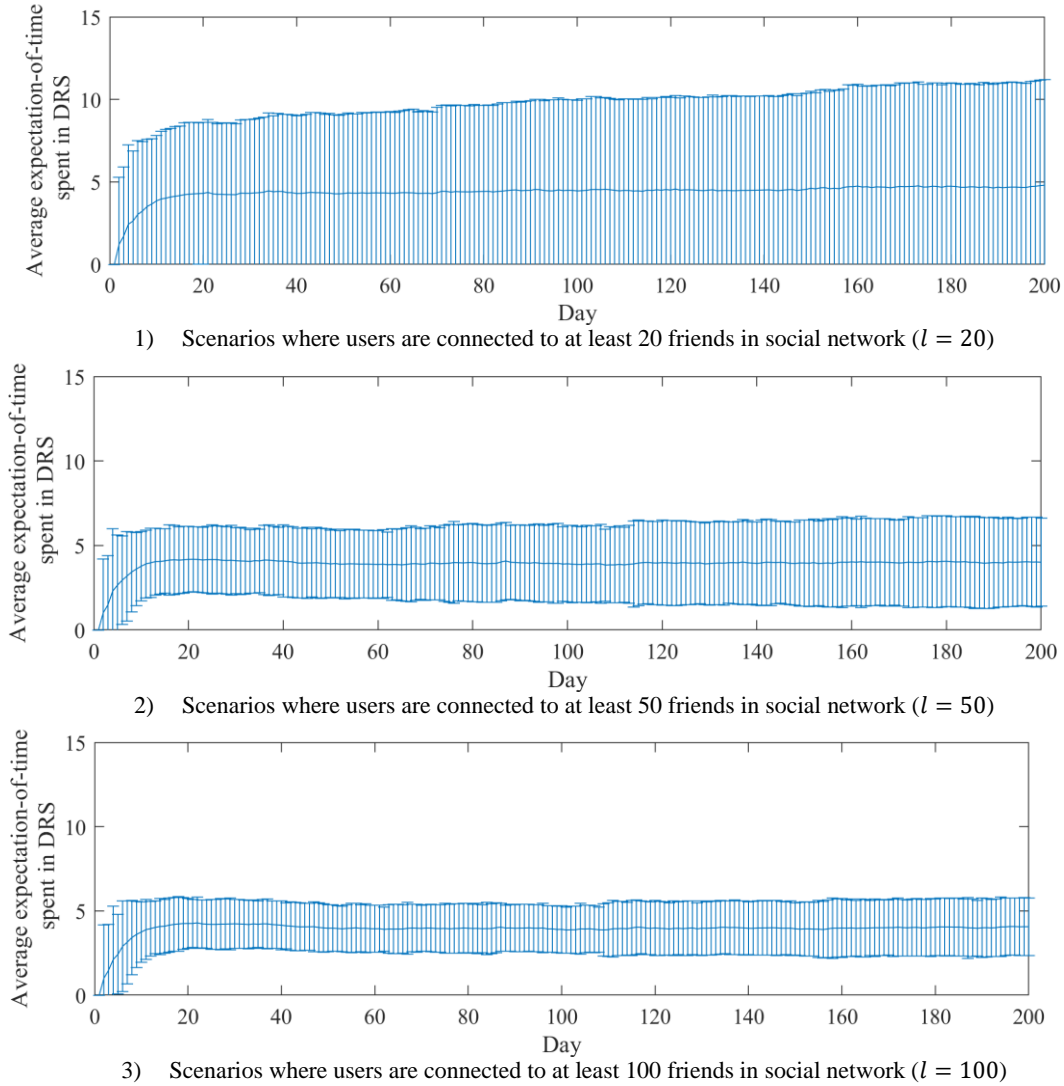 Average expectation-of-time
spent in DRS
15
10
5
0
0 20 40 60 80 100 120 140 160 180 200
Day
1) Scenarios where users are connected to at least 20 friends in social network (𝑙 = 20)
Average expectation-of-time
spent in DRS
15
10
5
0
0 20 40 60 80 100 120 140 160 180 200
Day
2) Scenarios where users are connected to at least 50 friends in social network (𝑙 = 50)
Average expectation-of-time
spent in DRS
15
10
5
0
0 20 40 60 80 100 120 140 160 180 200
Day
3) Scenarios where users are connected to at least 100 friends in social network (𝑙 = 100)